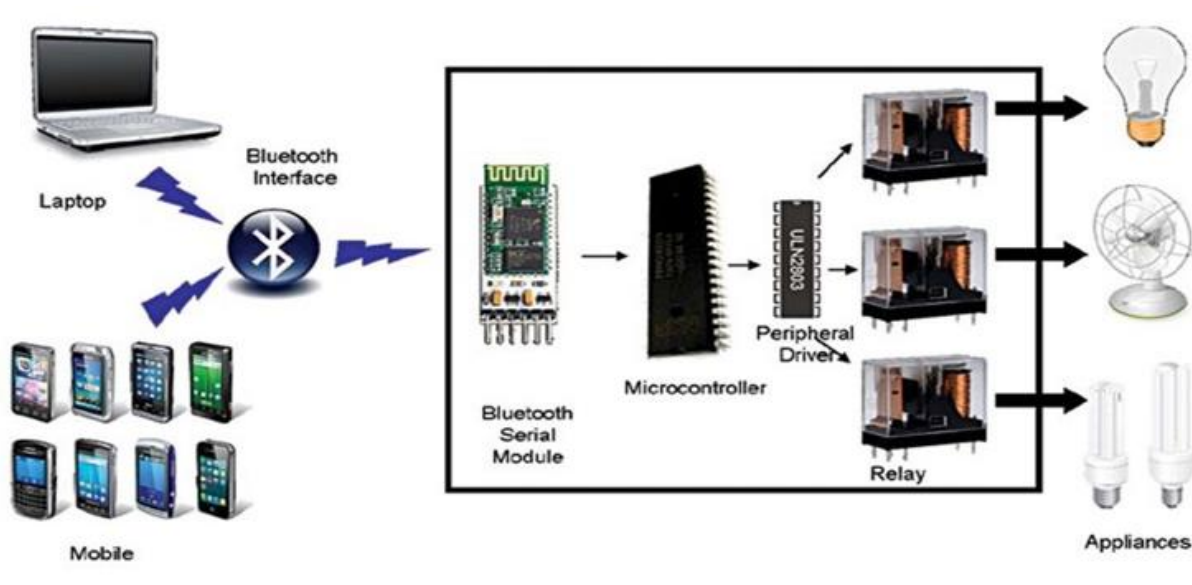 Laptop
Bluetooth
Interface
Mobile
Bluetooth
Serial
Module
Microcontroller
ULN2803
Peripheral
Driver
Relay
Appliances